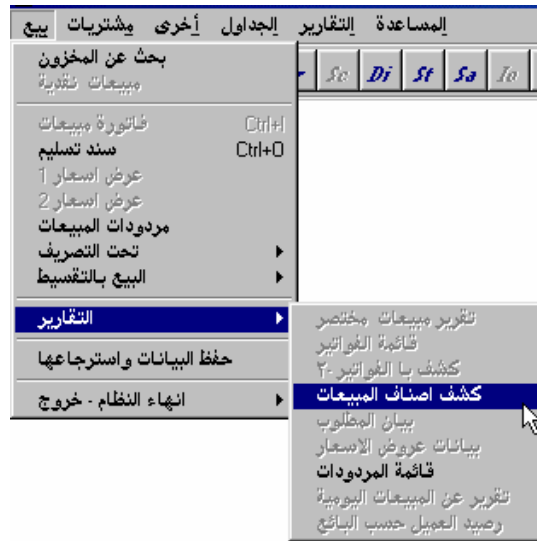 بيع مشتريات أخرى الجداول التقارير المساعدة
Sc Di St Sa Io
بحث عن المخزون
مبيعات نقدية
فاتورة مبيعات Ctrl+I
سند تسليم Ctrl+O
عرض اسعار 1
عرض اسعار 2
مردودات المبيعات
تحت التصريف
البيع بالتقسيط
التقارير
حفظ البيانات واسترجاعها
انهاء النظام - خروج
تقرير مبيعات مختصر
قائمة الفواتير
كشف با الفواتير -٢
كشف اصناف المبيعات
بيان المطلوب
بيانات عروض الاسعار
قائمة المردودات
تقرير عن المبيعات اليومية
رصيد العميل حسب البائع